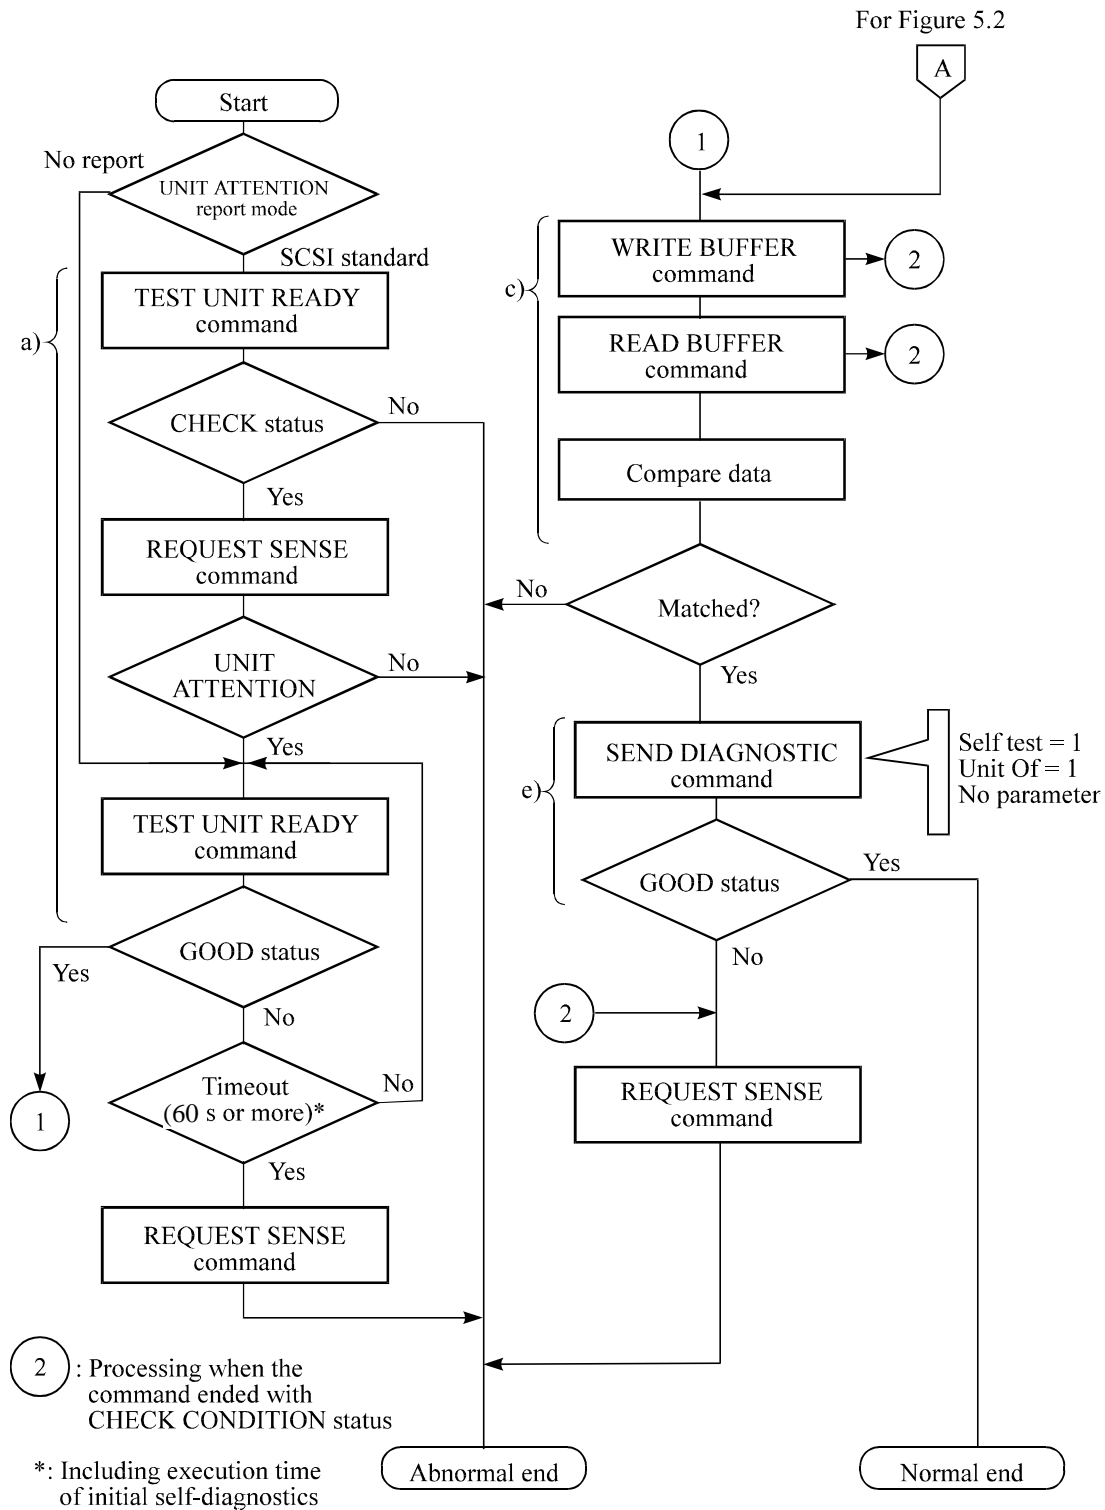 For Figure 5.2
A
Start
No report
UNIT ATTENTION
report mode
SCSI standard
a)
TEST UNIT READY
command
CHECK status
No
Yes
REQUEST SENSE
command
UNIT
ATTENTION
No
Yes
TEST UNIT READY
command
GOOD status
Yes
No
1
Timeout
(60 s or more)*
No
Yes
REQUEST SENSE
command
1
c)
WRITE BUFFER
command
2
READ BUFFER
command
2
Compare data
Matched?
No
Yes
e)
SEND DIAGNOSTIC
command
Self test = 1
Unit Of = 1
No parameter
GOOD status
Yes
No
2
REQUEST SENSE
command
2 : Processing when the
command ended with
CHECK CONDITION status
*: Including execution time
of initial self-diagnostics
Abnormal end
Normal end